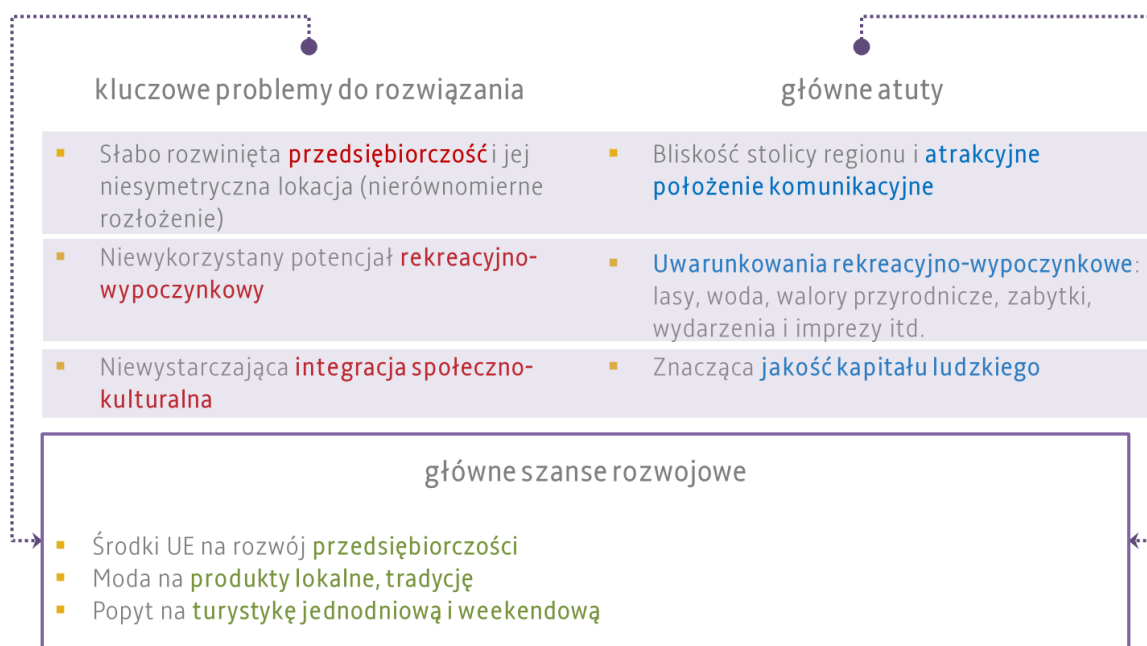 kluczowe problemy do rozwiązania
Słabo rozwinięta przedsiębiorczość i jej
niesymetryczna lokacja (nierównomierne
rozłożenie)
Niewykorzystany potencjał rekreacyjno-
wypoczynkowy
Niewystarczająca integracja społeczno-
kulturalna
główne atuty
Bliskość stolicy regionu i atrakcyjne
położenie komunikacyjne
Uwarunkowania rekreacyjno-wypoczynkowe:
lasy, woda, walory przyrodnicze, zabytki,
wydarzenia i imprezy itd.
Znacząca jakość kapitału ludzkiego
główne szanse rozwojowe
Środki UE na rozwój przedsiębiorczości
Moda na produkty lokalne, tradycję
Popyt na turystykę jednodniową i weekendową